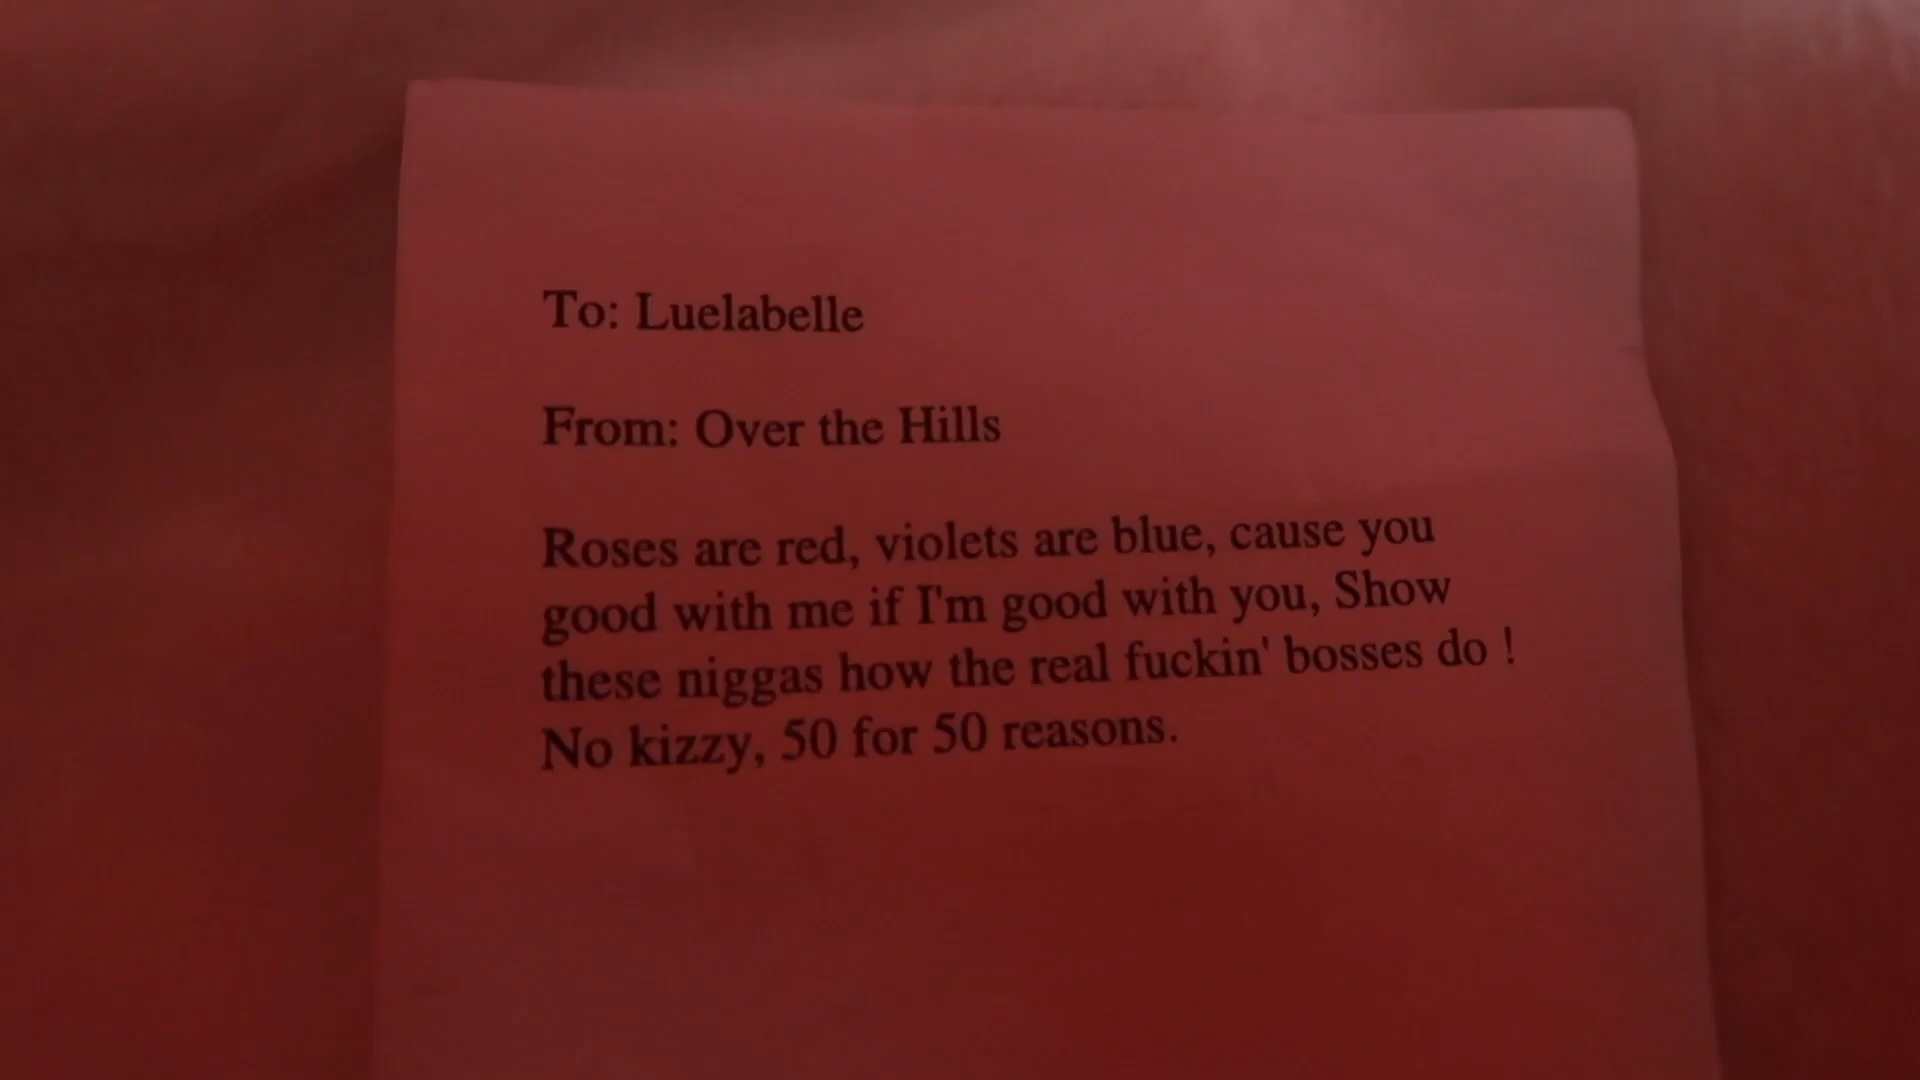 To: Luelabelle
From: Over the Hills
Roses are red, violets are blue, cause you
good with me if I'm good with you, Show
these niggas how the real fuckin' bosses do !
No kizzy, 50 for 50 reasons.